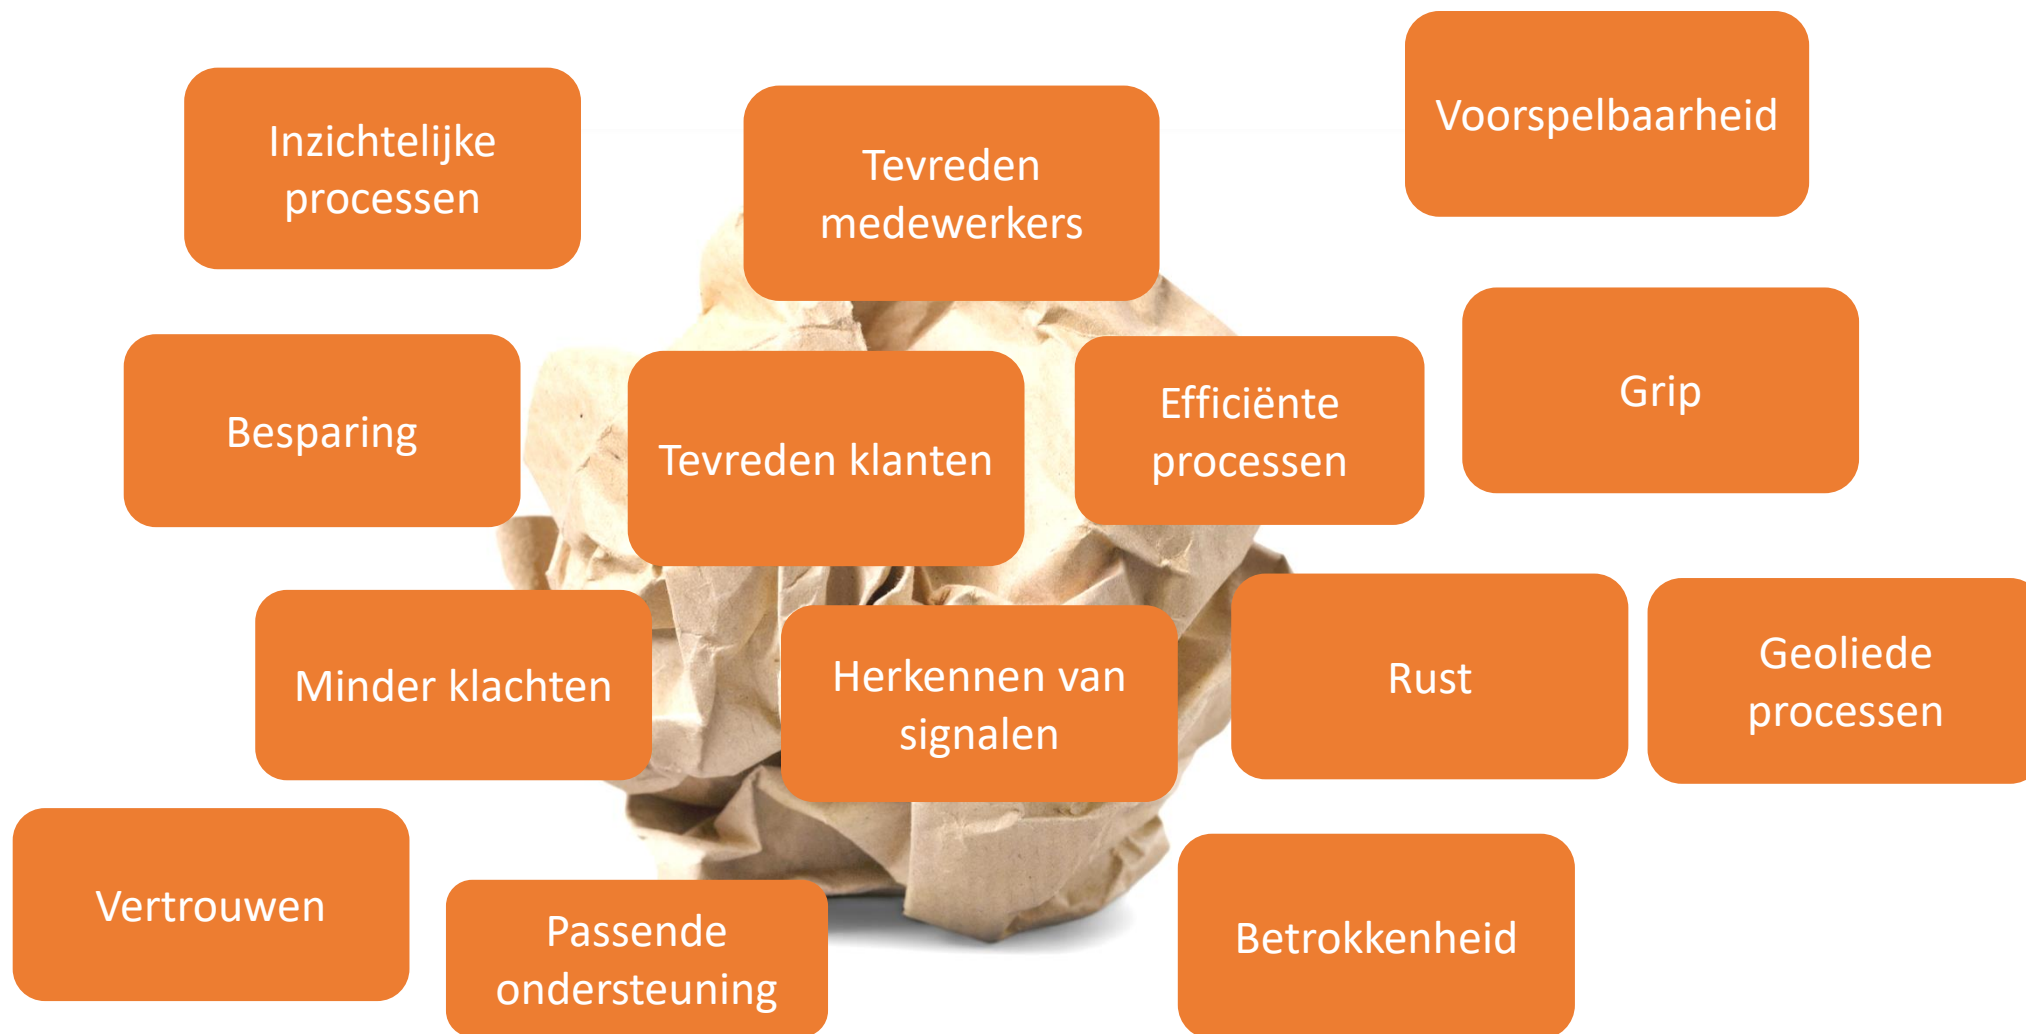 Inzichtelijke
processen
Tevreden
medewerkers
Voorspelbaarheid
Besparing
Tevreden klanten
Efficiënte
processen
Grip
Minder klachten
Herkennen van
signalen
Rust
Geoliede
processen
Vertrouwen
Passende
ondersteuning
Betrokkenheid